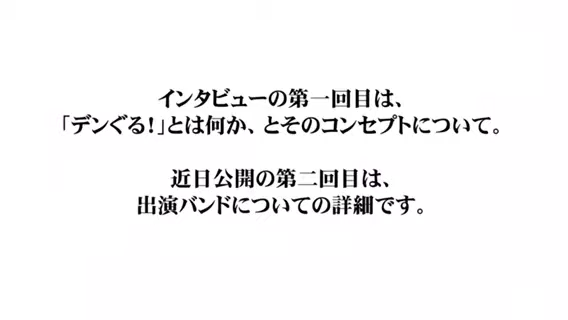 インタビューの第一回目は、
「デンぐる!」とは何か、とそのコンセプトについて。
近日公開の第二回目は、
出演バンドについての詳細です。